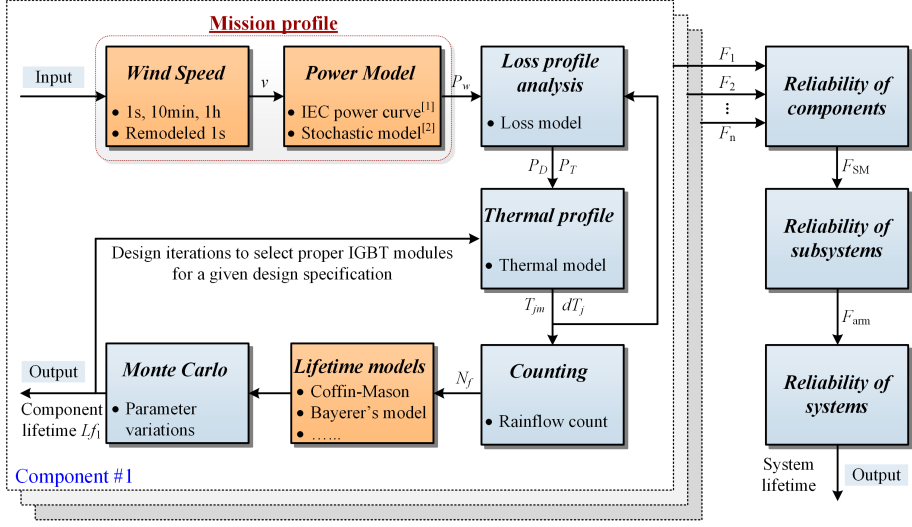 Mission profile
Input
Wind Speed
• 1s, 10min, 1h
• Remodeled 1s
v
Power Model
• IEC power curve[1]
• Stochastic model[2]
Pw
Loss profile
analysis
• Loss model
PD PT
Thermal profile
• Thermal model
Design iterations to select proper IGBT modules
for a given design specification
Tjm dTj
Counting
• Rainflow count
Nf
Lifetime models
• Coffin-Mason
• Bayerer's model
• ……
Monte Carlo
• Parameter
variations
Output
Component
lifetime Lf1
Component #1
F1
F2
⋮
Fn
Reliability of
components
FSM
Reliability of
subsystems
Farm
Reliability of
systems
System
lifetime
Output